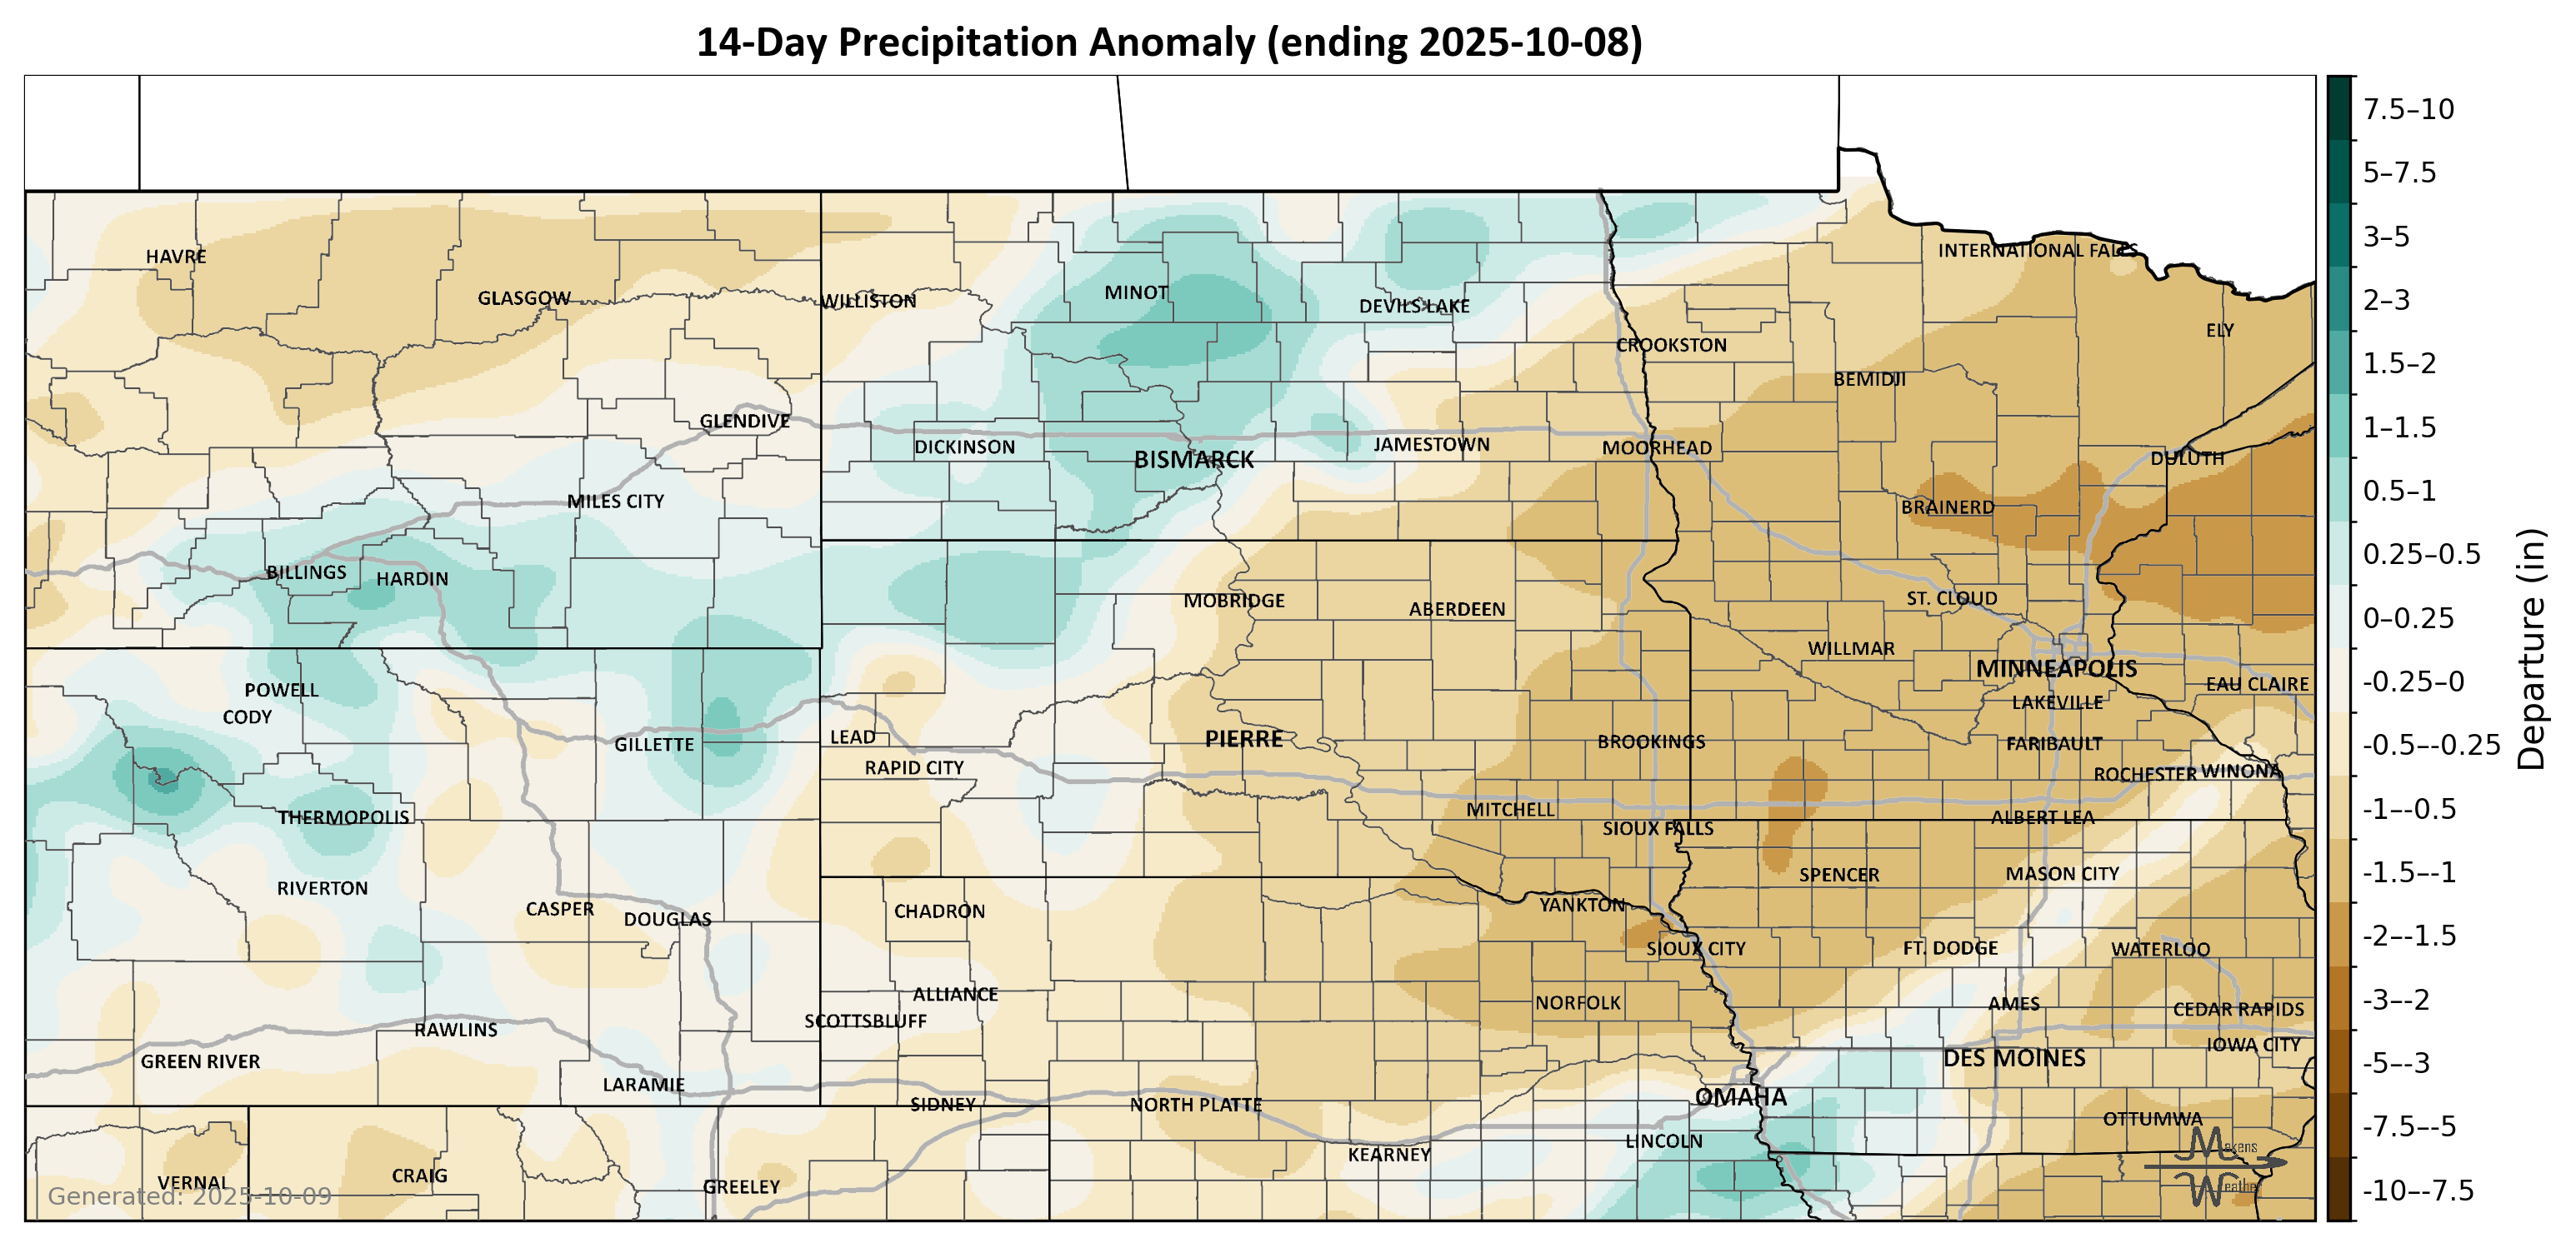 14-Day Precipitation Anomaly (ending 2025-10-08)
HAVRE
GLASGOW
WILLISTON
MINOT
DEVILS LAKE
INTERNATIONAL FALLS
ELY
CROOKSTON
BEMIDJI
GLENDIVE
DICKINSON
BISMARCK
JAMESTOWN
MOORHEAD
DULUTH
MILES CITY
BRAINERD
BILLINGS
HARDIN
MOBRIDGE
ABERDEEN
ST. CLOUD
WILLMAR
MINNEAPOLIS
EAU CLAIRE
LAKEVILLE
POWELL
CODY
GILLETTE
LEAD
RAPID CITY
PIERRE
BROOKINGS
FARIBAULT
ROCHESTER
WINONA
THERMOPOLIS
MITCHELL
SIOUX FALLS
ALBERT LEA
RIVERTON
SPENCER
MASON CITY
CASPER
DOUGLAS
CHADRON
YANKTON
SIOUX CITY
FT. DODGE
WATERLOO
ALLIANCE
NORFOLK
AMES
CEDAR RAPIDS
SCOTTSBLUFF
RAWLINS
IOWA CITY
GREEN RIVER
DES MOINES
LARAMIE
SIDNEY
NORTH PLATTE
OMAHA
OTTUMWA
LINCOLN
KEARNEY
VERNAL
CRAIG
GREELEY
Generated: 2025-10-09
Makens
Weather
7.5–10
5–7.5
3–5
2–3
1.5–2
1–1.5
0.5–1
0.25–0.5
0–0.25
-0.25–0
-0.5–-0.25
-1–-0.5
-1.5–-1
-2–-1.5
-3–-2
-5–-3
-7.5–-5
-10–-7.5
Departure (in)